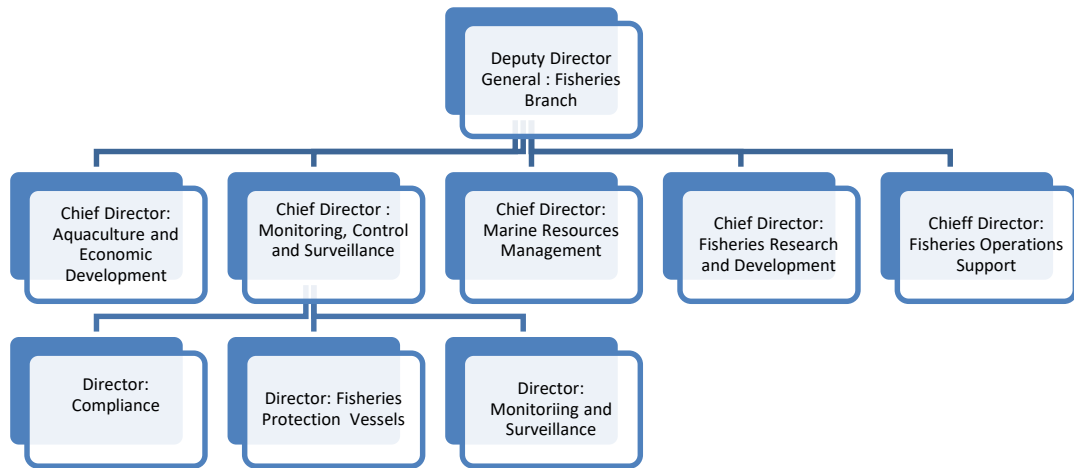 Deputy Director
General : Fisheries
Branch
Chief Director:
Aquaculture and
Economic
Development
Chief Director :
Monitoring, Control
and Surveillance
Chief Director:
Marine Resources
Management
Chief Director:
Fisheries Research
and Development
Chieff Director:
Fisheries Operations
Support
Director:
Compliance
Director: Fisheries
Protection Vessels
Director:
Monitoriing and
Surveillance